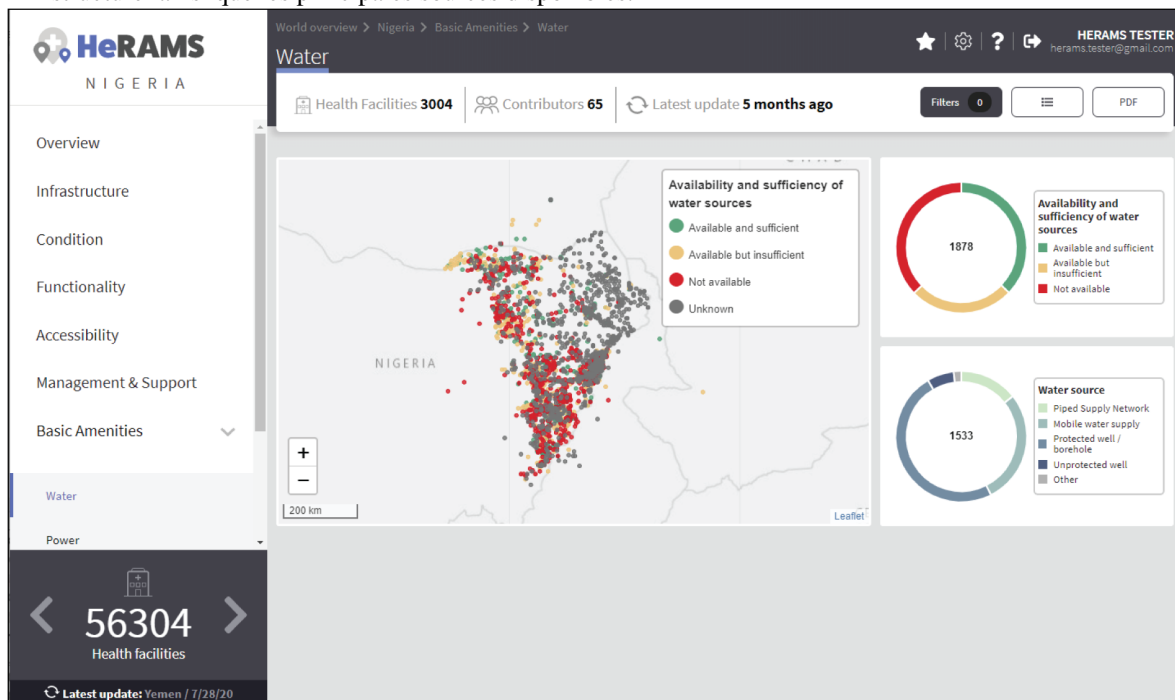 HeRAMS
NIGERIA
World overview > Nigeria > Basic Amenities > Water
Water
HERAMS TESTER
herams.tester@gmail.com
Health Facilities 3004
Contributors 65
Latest update 5 months ago
Filters 0
PDF
Overview
Infrastructure
Condition
Functionality
Accessibility
Management & Support
Basic Amenities
Water
Power
56304
Health facilities
Latest update: Yemen / 7/28/20
NIGERIA
Availability and sufficiency of
water sources
Available and sufficient
Available but insufficient
Not available
Unknown
+
−
200 km
Leaflet
1878
Availability and
sufficiency of water
sources
Available and sufficient
Available but
insufficient
Not available
1533
Water source
Piped Supply Network
Mobile water supply
Protected well /
borehole
Unprotected well
Other